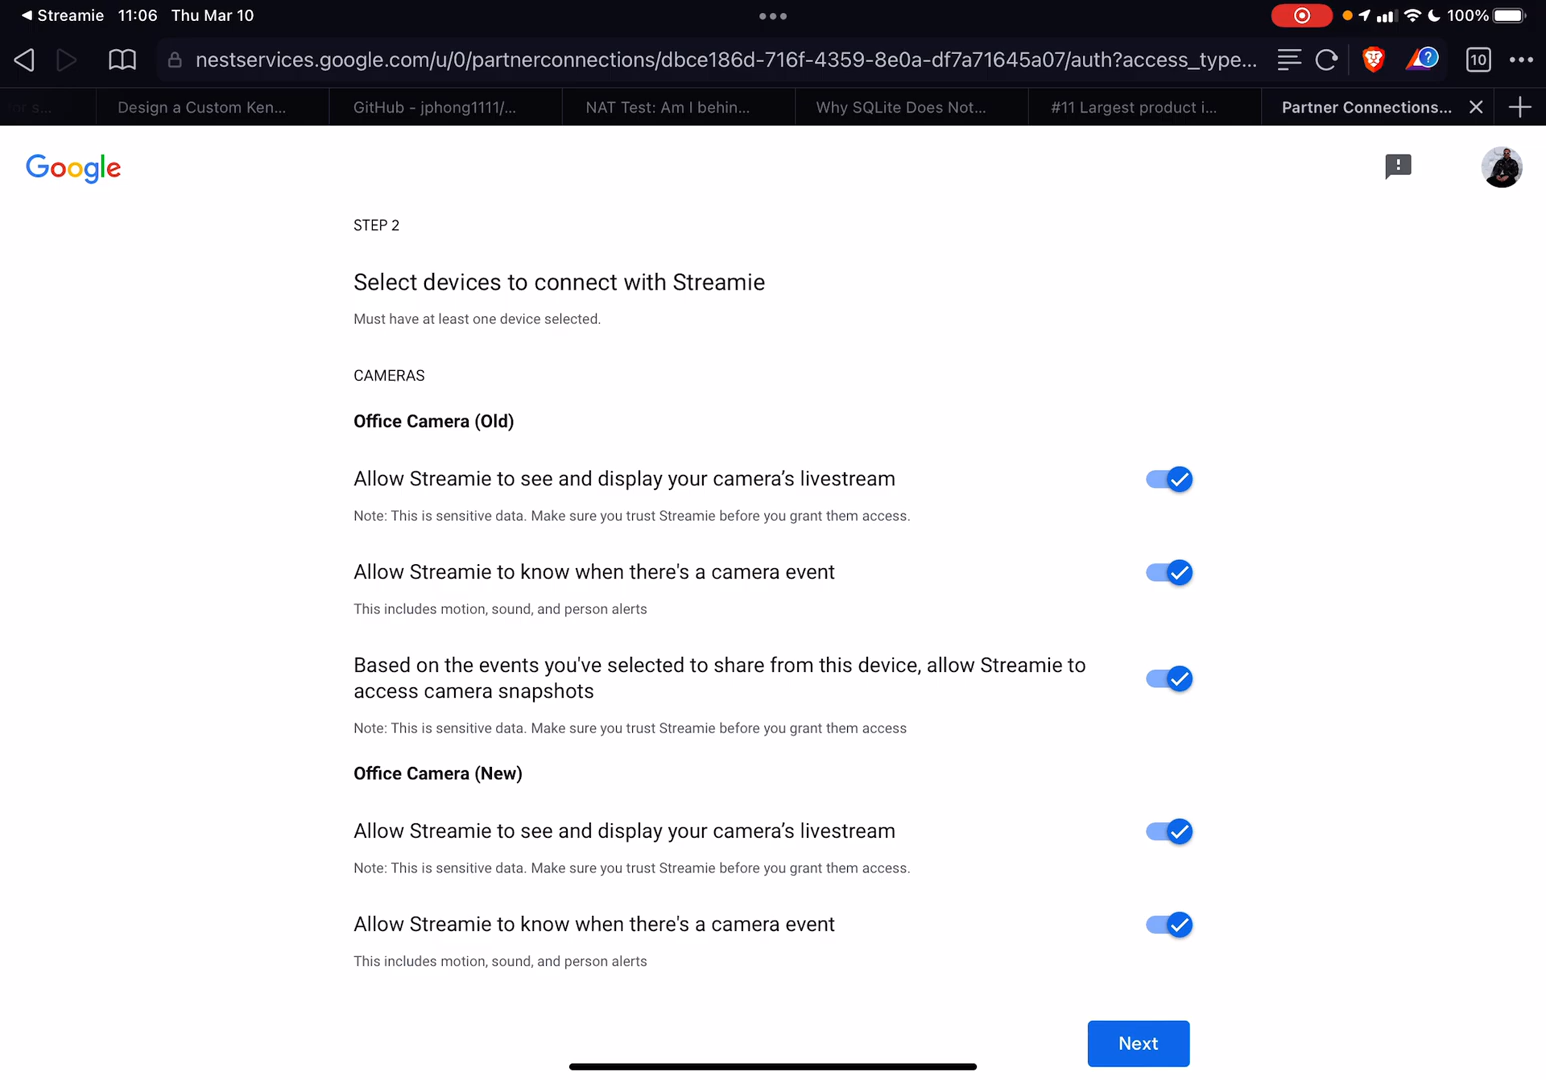 Streamie 11:06 Thu Mar 10
100%
nestservices.google.com/u/0/partnerconnections/dbce186d-716f-4359-8e0a-df7a71645a07/auth?access_type...
10
Design a Custom Ken...
GitHub - jphong1111/...
NAT Test: Am I behin...
Why SQLite Does Not...
#11 Largest product i...
Partner Connections...
Google
STEP 2
Select devices to connect with Streamie
Must have at least one device selected.
CAMERAS
Office Camera (Old)
Allow Streamie to see and display your camera’s livestream
Note: This is sensitive data. Make sure you trust Streamie before you grant them access.
Allow Streamie to know when there's a camera event
This includes motion, sound, and person alerts
Based on the events you've selected to share from this device, allow Streamie to
access camera snapshots
Note: This is sensitive data. Make sure you trust Streamie before you grant them access
Office Camera (New)
Allow Streamie to see and display your camera’s livestream
Note: This is sensitive data. Make sure you trust Streamie before you grant them access.
Allow Streamie to know when there's a camera event
This includes motion, sound, and person alerts
Next